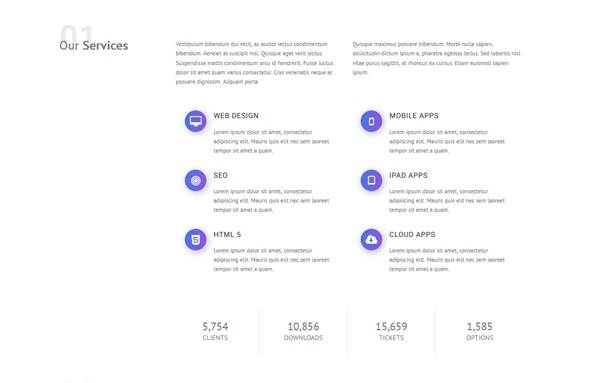 01
Our Services
Vestibulum bibendum dui velit, ac auctor lectus condimentum
bibendum. Aenean at suscipit nisl. Quisque eget velit lectus.
Suspendisse mattis condimentum arcu id hendrerit. Fusce luctus
dolor sit amet quam varius consectetur. Cras venenatis neque ac
posuere dignissim. Aliquam porta.
Quisque maximus posuere bibendum. Morbi nulla sapien,
pharetra egestas tellus id, condimentum. Sed lobortis nisl
vitae purus sagittis, at rhoncus ex cursus. Etiam euismod sapien
ipsum.
WEB DESIGN
Lorem ipsum dolor sit amet, consectetur
adipiscing elit. Mauris quis elit nec sem laoreet
tempor sit amet a quam.
MOBILE APPS
Lorem ipsum dolor sit amet, consectetur
adipiscing elit. Mauris quis elit nec sem laoreet
tempor sit amet a quam.
SEO
Lorem ipsum dolor sit amet, consectetur
adipiscing elit. Mauris quis elit nec sem laoreet
tempor sit amet a quam.
IPAD APPS
Lorem ipsum dolor sit amet, consectetur
adipiscing elit. Mauris quis elit nec sem laoreet
tempor sit amet a quam.
HTML 5
Lorem ipsum dolor sit amet, consectetur
adipiscing elit. Mauris quis elit nec sem laoreet
tempor sit amet a quam.
CLOUD APPS
Lorem ipsum dolor sit amet, consectetur
adipiscing elit. Mauris quis elit nec sem laoreet
tempor sit amet a quam.
5,754
CLIENTS
10,856
DOWNLOADS
15,659
TICKETS
1,585
OPTIONS